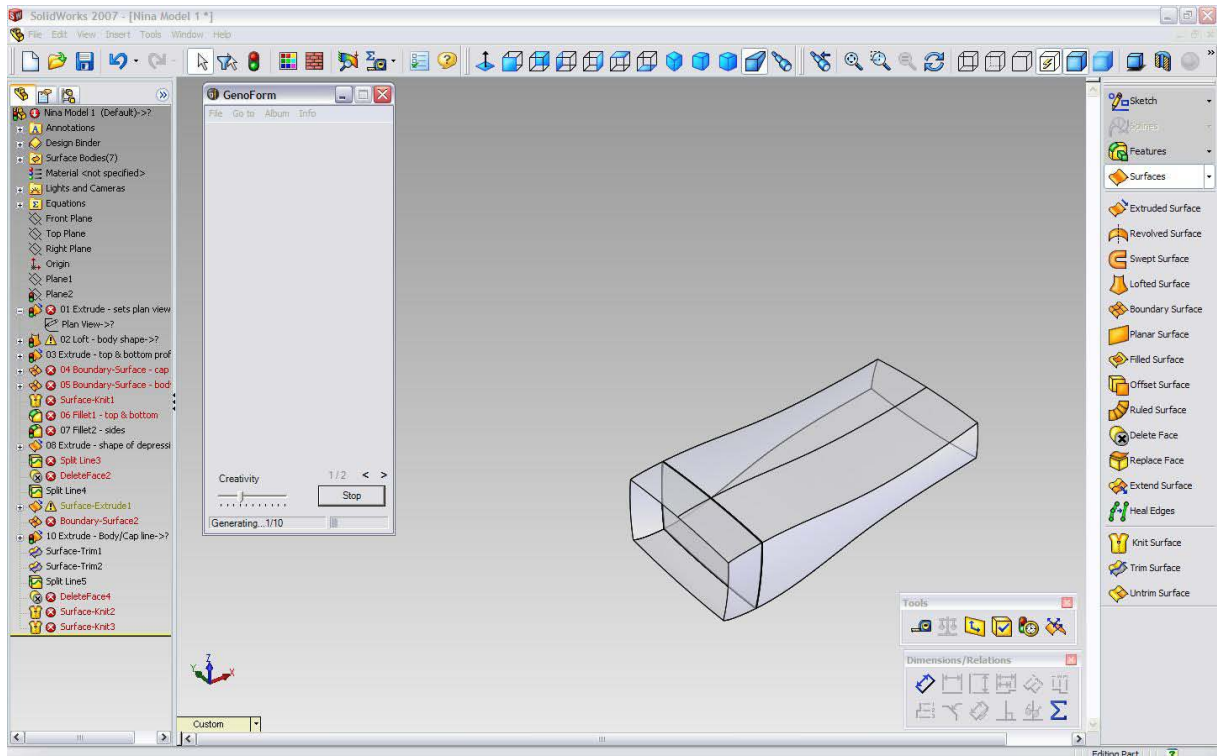 SolidWorks 2007 - [Nina Model 1 *]
File Edit View Insert Tools Window Help
GenoForm
File Go to Album Info
Creativity
1 / 2 < >
Stop
Generating...1/10
Nina Model 1 (Default)->?
Annotations
Design Binder
Surface Bodies(7)
Material <not specified>
Lights and Cameras
Equations
Front Plane
Top Plane
Right Plane
Origin
Plane1
Plane2
01 Extrude - sets plan view
Plan View->?
02 Loft - body shape->?
03 Extrude - top & bottom prof
04 Boundary-Surface - cap
05 Boundary-Surface - bod
Surface-Knit1
06 Fillet1 - top & bottom
07 Fillet2 - sides
08 Extrude - shape of depressi
Split Line3
DeleteFace2
Split Line4
Surface-Extrude1
Boundary-Surface2
10 Extrude - Body/Cap line->?
Surface-Trim1
Surface-Trim2
Split Line5
DeleteFace4
Surface-Knit2
Surface-Knit3
Z
Y X
Custom
Sketch
Splines
Features
Surfaces
Extruded Surface
Revolved Surface
Swept Surface
Lofted Surface
Boundary Surface
Planar Surface
Filled Surface
Offset Surface
Ruled Surface
Delete Face
Replace Face
Extend Surface
Heal Edges
Knit Surface
Trim Surface
Untrim Surface
Tools
Dimensions/Relations
Editing Part